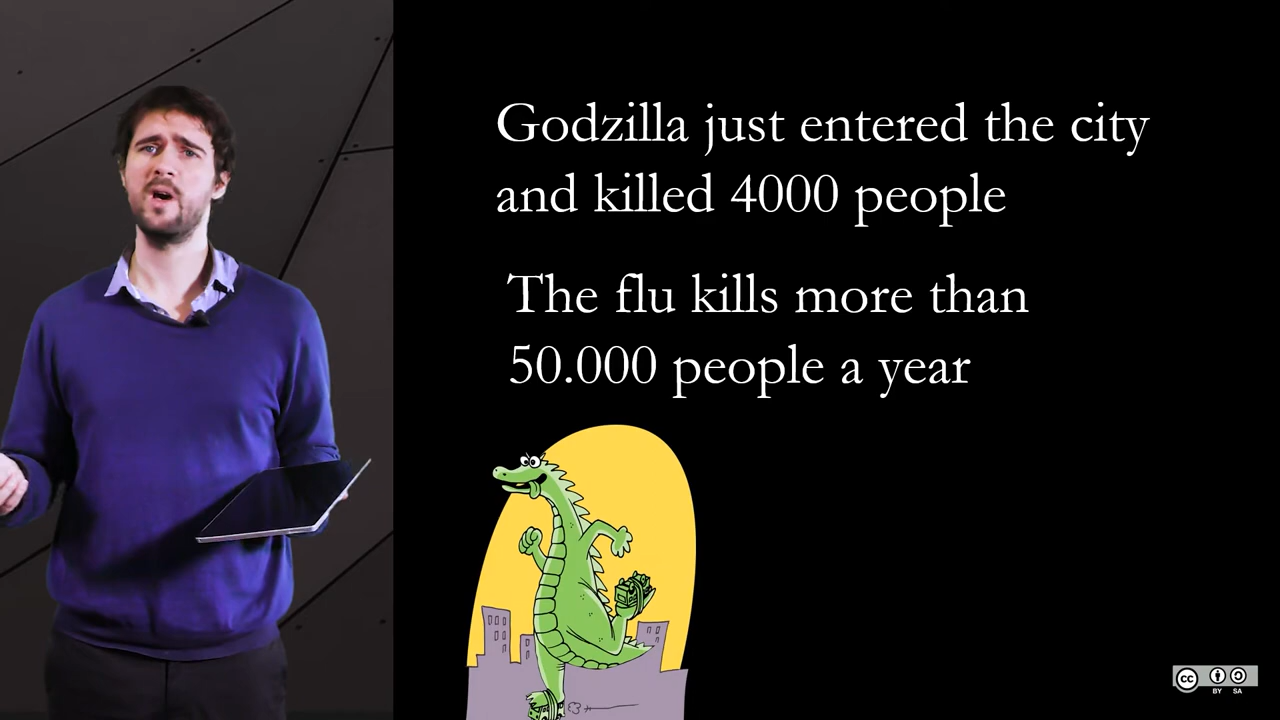 Godzilla just entered the city
and killed 4000 people
The flu kills more than
50.000 people a year
cc
BY SA